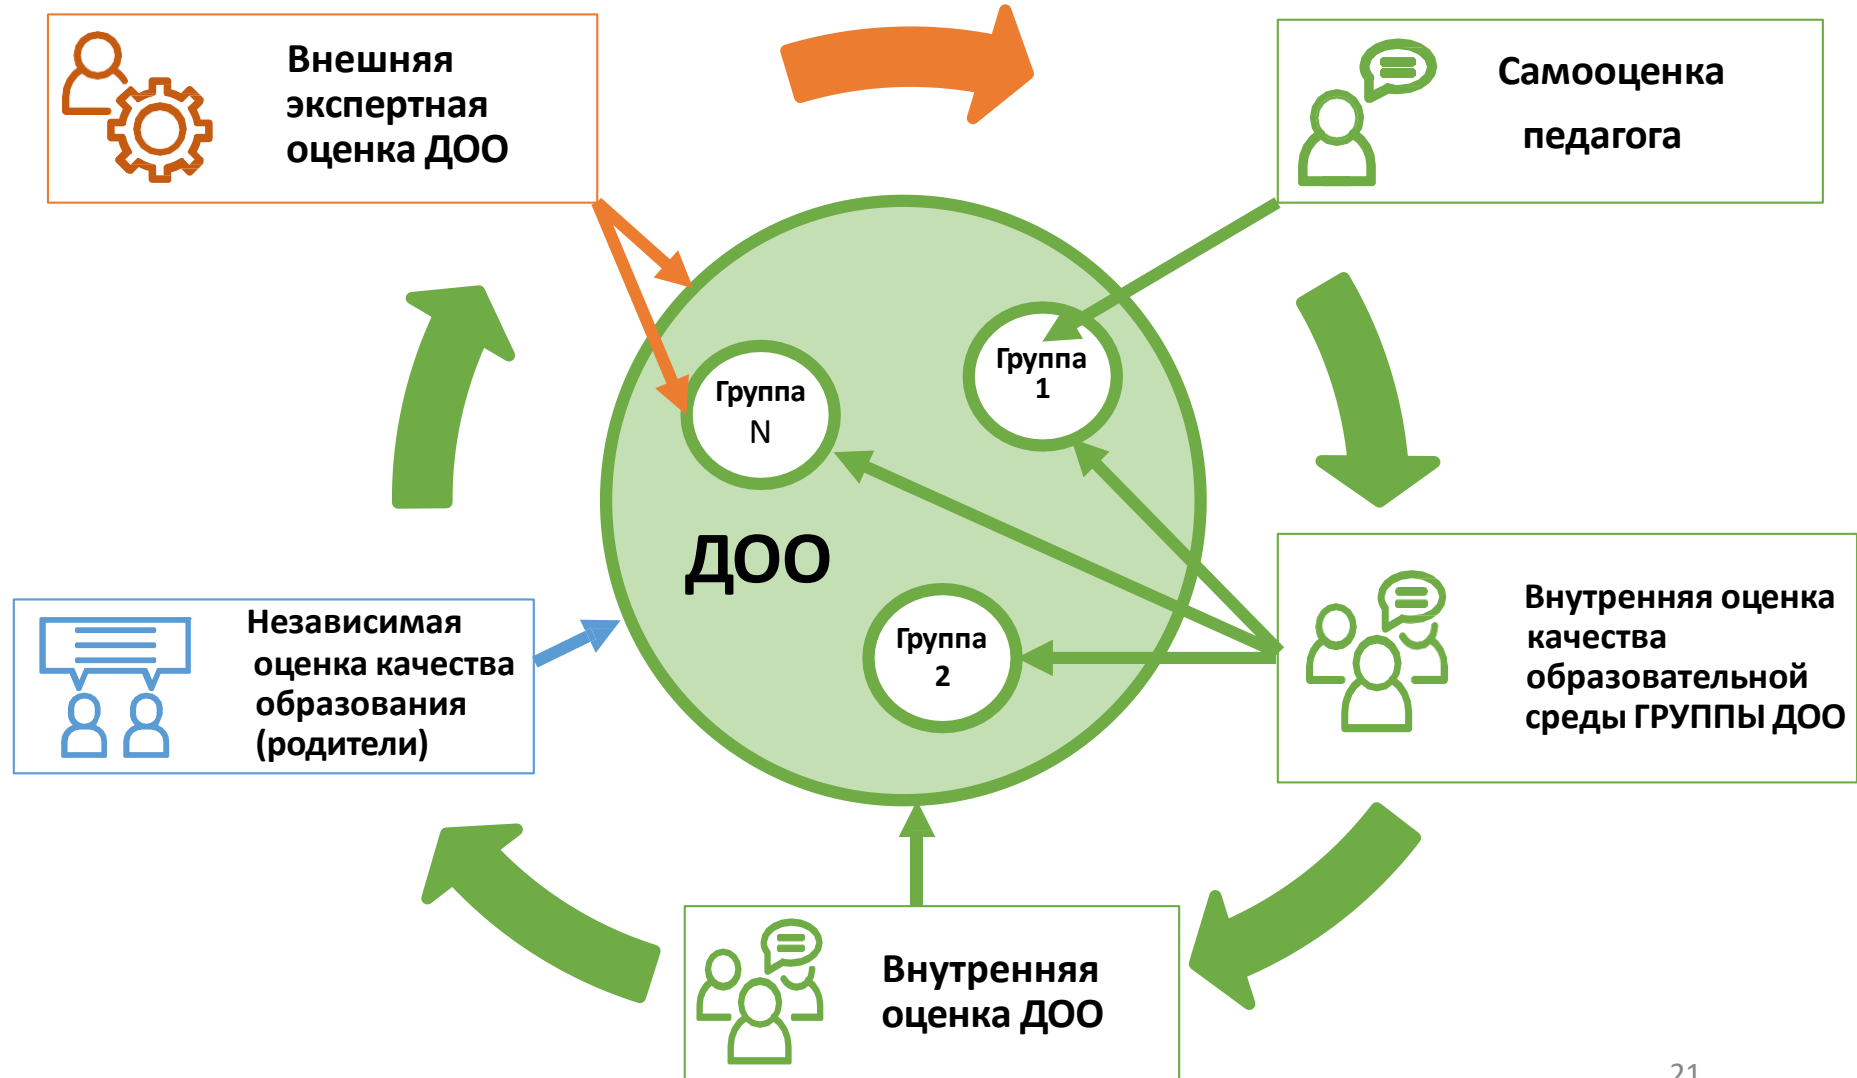 Внешняя
экспертная
оценка ДОО
Самооценка
педагога
Группа
1
Группа
N
ДОО
Группа
2
Независимая
оценка качества
образования
(родители)
Внутренняя оценка
качества
образовательной
среды ГРУППЫ ДОО
Внутренняя
оценка ДОО
21